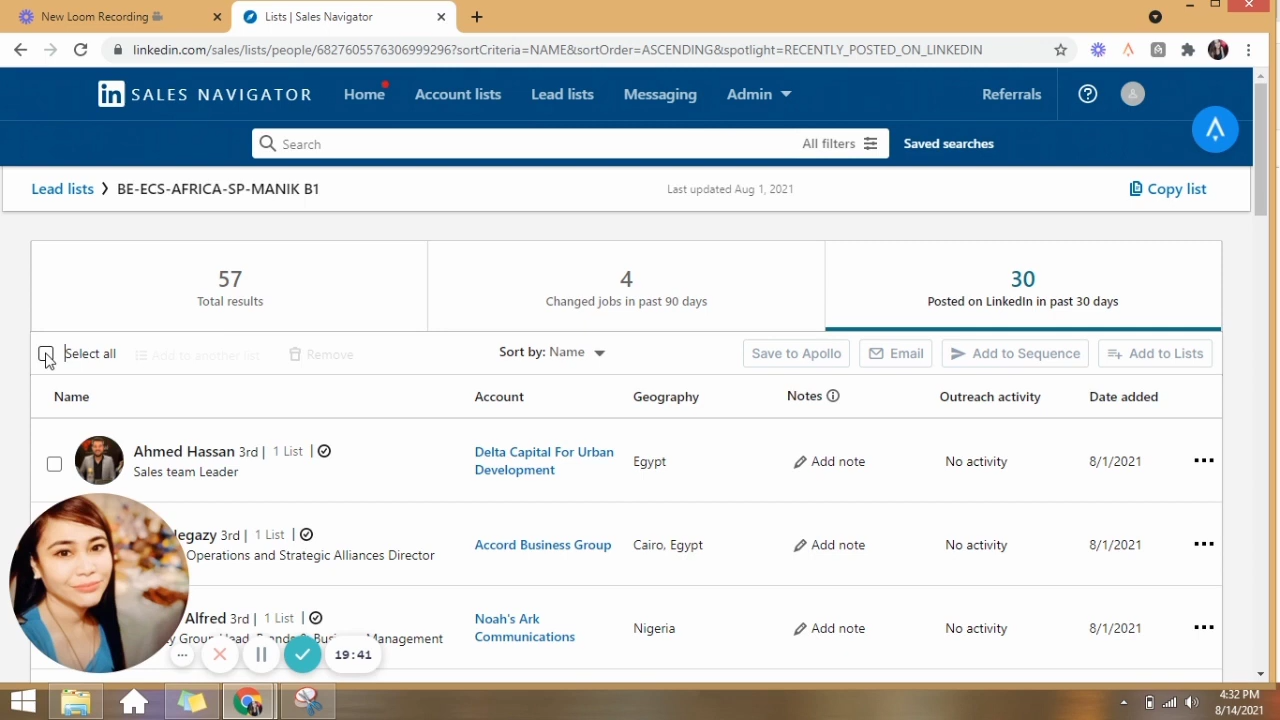 New Loom Recording
Lists | Sales Navigator
linkedin.com/sales/lists/people/6827605576306999296?sortCriteria=NAME&sortOrder=ASCENDING&spotlight=RECENTLY_POSTED_ON_LINKEDIN
in SALES NAVIGATOR Home Account lists Lead lists Messaging Admin Referrals
Search All filters Saved searches
Lead lists > BE-ECS-AFRICA-SP-MANIK B1 Last updated Aug 1, 2021 Copy list
57 4 30
Total results Changed jobs in past 90 days Posted on LinkedIn in past 30 days
Select all Add to another list Remove Sort by: Name Save to Apollo Email Add to Sequence Add to Lists
Name Account Geography Notes Outreach activity Date added
Ahmed Hassan 3rd | 1 List |
Sales team Leader
Delta Capital For Urban
Development
Egypt Add note No activity 8/1/2021
legazy 3rd | 1 List |
Operations and Strategic Alliances Director
Accord Business Group Cairo, Egypt Add note No activity 8/1/2021
Alfred 3rd | 1 List |
Group Head, Brands & Business Management
Noah's Ark
Communications
Nigeria Add note No activity 8/1/2021
19:41
4:32 PM
8/14/2021